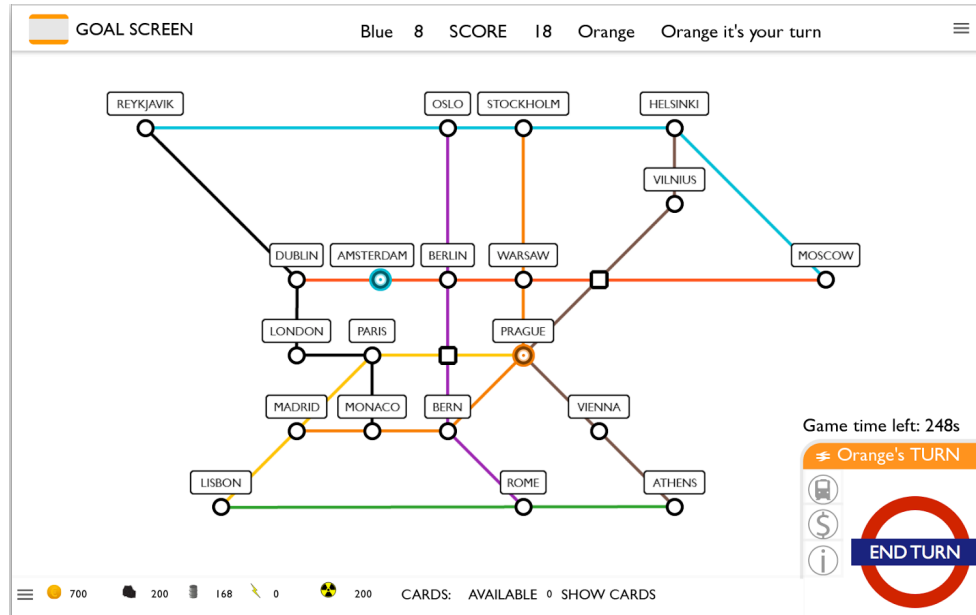 GOAL SCREEN Blue 8 SCORE 18 Orange Orange it's your turn
REYKJAVIK OSLO STOCKHOLM HELSINKI
VILNIUS
DUBLIN AMSTERDAM BERLIN WARSAW MOSCOW
LONDON PARIS PRAGUE
MADRID MONACO BERN VIENNA
Game time left: 248s
Orange's TURN
LISBON ROME ATHENS
$
END TURN
i
700 200 168 0 200 CARDS: AVAILABLE 0 SHOW CARDS